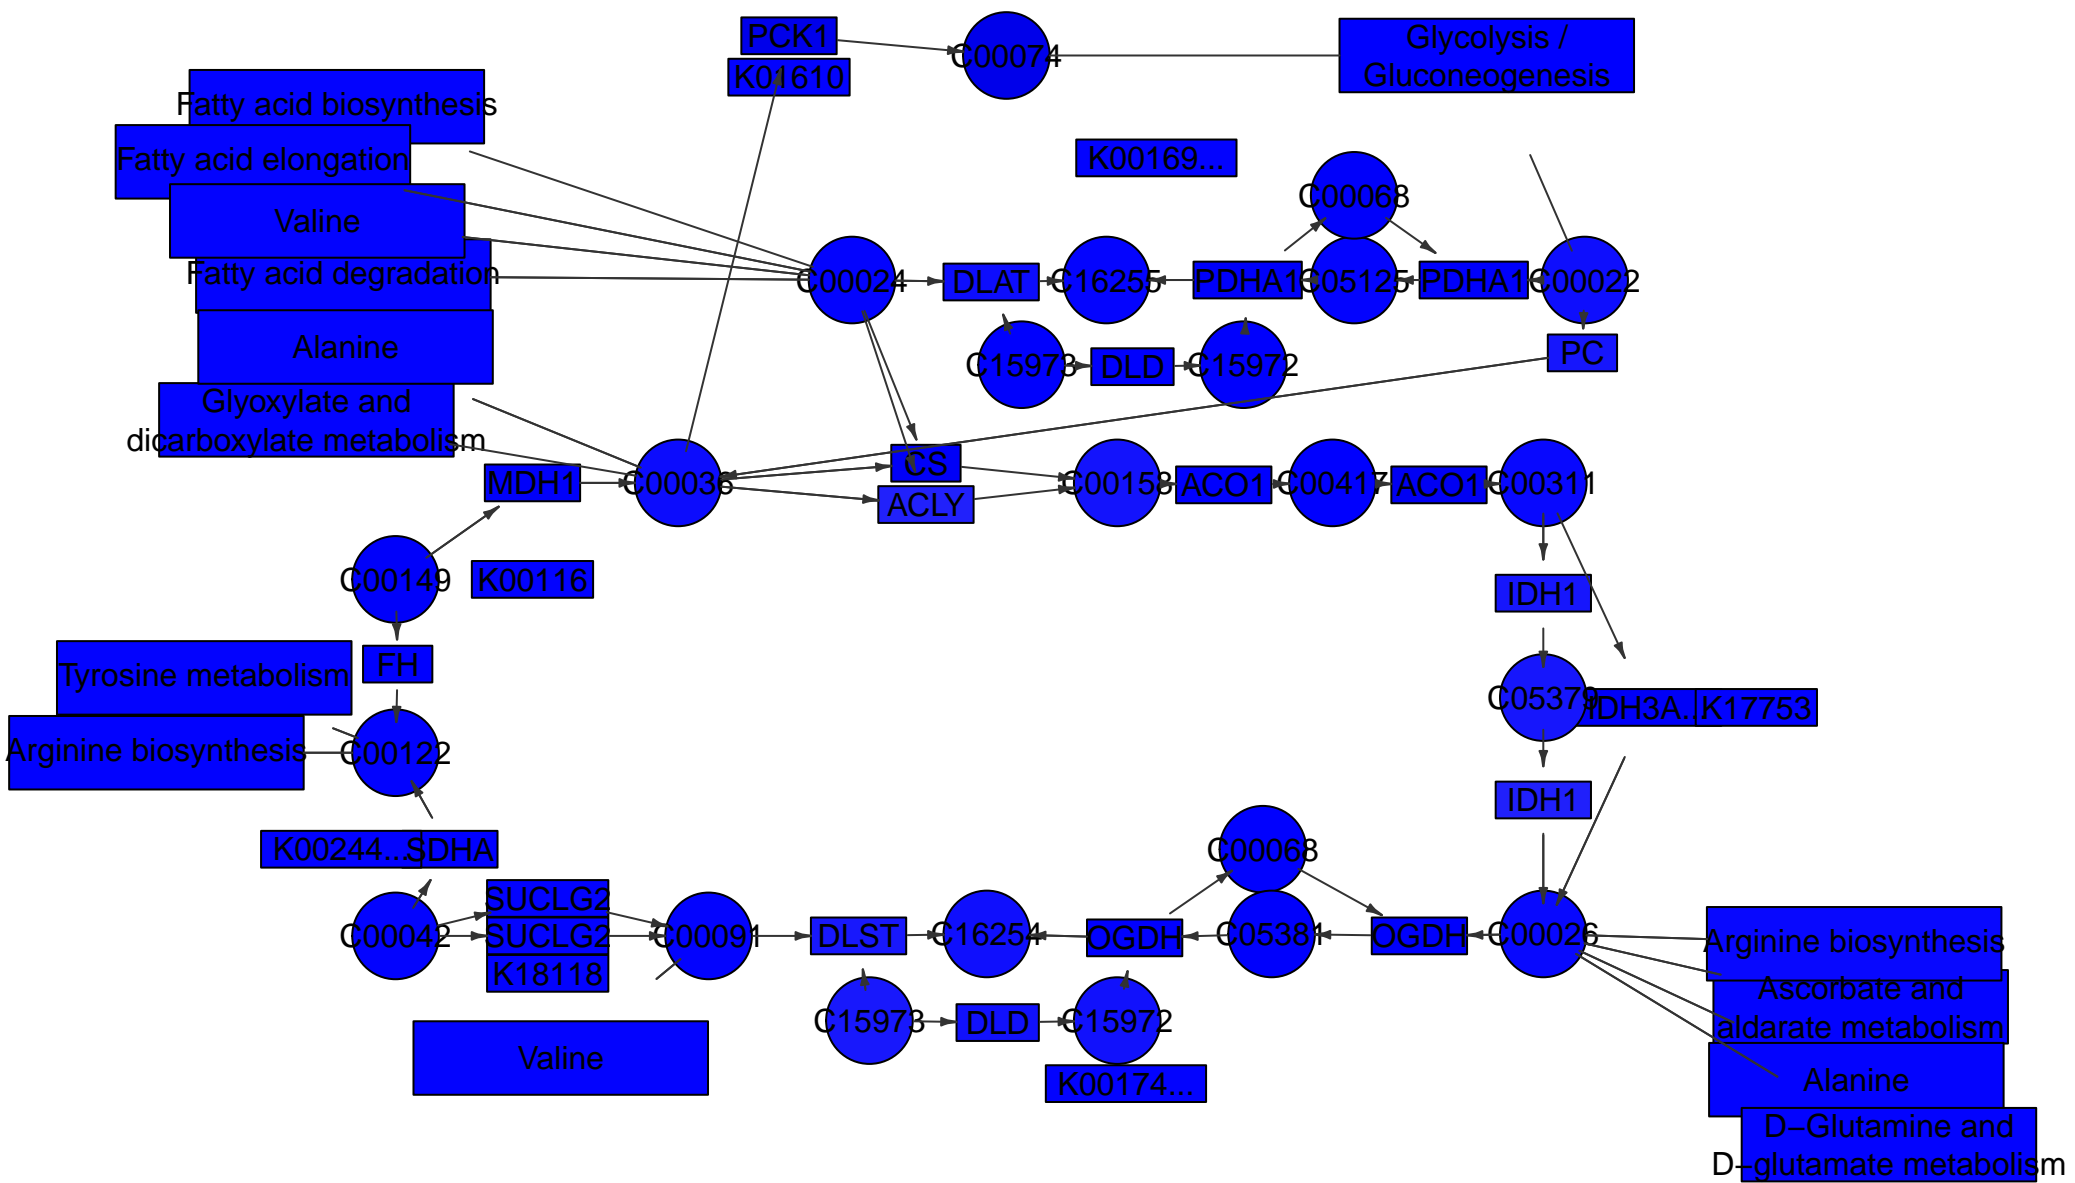 PCK1
C00074
Glycolysis /
Gluconeogenesis
K01610
Fatty acid biosynthesis
Fatty acid elongation
K00169...
C00068
Valine
Fatty acid degradation
C00024
DLAT
C16255
PDHA1
C05125
PDHA1
C00022
Alanine
C15973
DLD
C15972
PC
Glyoxylate and
dicarboxylate metabolism
MDH1
C00036
CS
ACLY
C00158
ACO1
C00417
ACO1
C00311
C00149
K00116
IDH1
Tyrosine metabolism
FH
C05379
IDH3A...
K17753
Arginine biosynthesis
C00122
IDH1
K00244...
SDHA
C00068
SUCLG2
C00042
SUCLG2
C00091
DLST
C16254
OGDH
C05381
OGDH
C00026
Arginine biosynthesis
K18118
Ascorbate and
aldarate metabolism
C15973
DLD
C15972
Valine
K00174...
Alanine
D−Glutamine and
D−glutamate metabolism